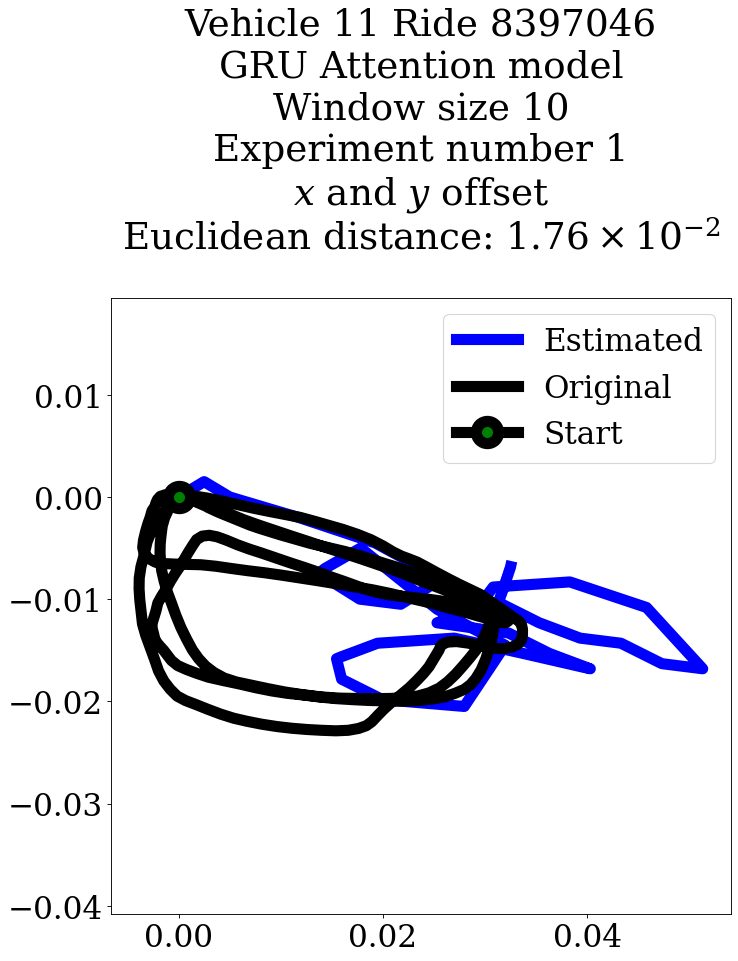 Vehicle 11 Ride 8397046
GRU Attention model
Window size 10
Experiment number 1
x and y offset
Euclidean distance: 1.76 × 10⁻²
Estimated
Original
Start
0.01
0.00
−0.01
−0.02
−0.03
−0.04
0.00 0.02 0.04